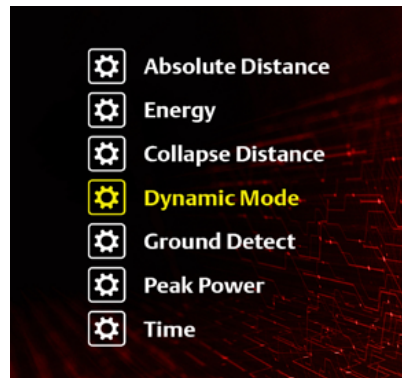 Absolute Distance
Energy
Collapse Distance
Dynamic Mode
Ground Detect
Peak Power
Time